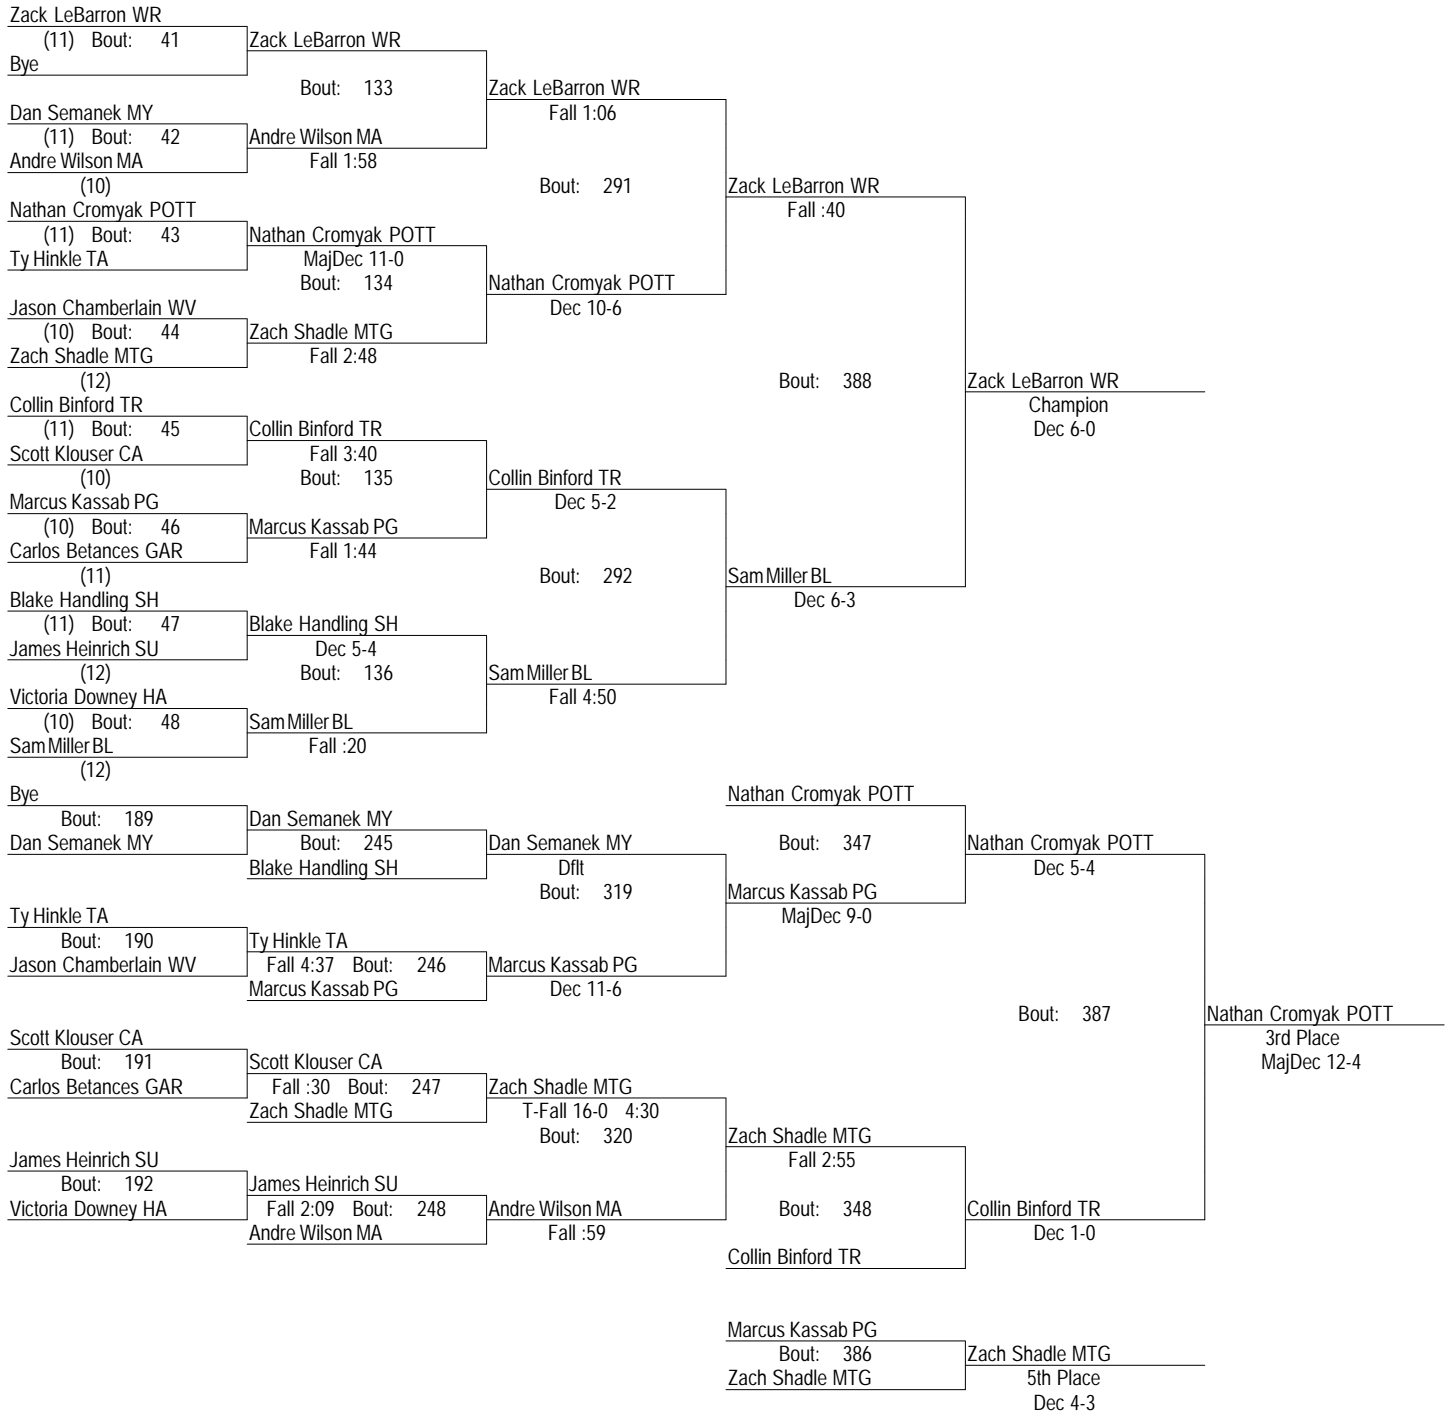 Zack LeBarron WR
(11) Bout: 41 Zack LeBarron WR
Bye
Bout: 133 Zack LeBarron WR
Dan Semanek MY Fall 1:06
(11) Bout: 42 Andre Wilson MA
Andre Wilson MA Fall 1:58
(10) Bout: 291 Zack LeBarron WR
Nathan Cromyak POTT Fall :40
(11) Bout: 43 Nathan Cromyak POTT
Ty Hinkle TA MajDec 11-0
Bout: 134 Nathan Cromyak POTT
Jason Chamberlain WV Dec 10-6
(10) Bout: 44 Zach Shadle MTG
Zach Shadle MTG Fall 2:48
(12) Bout: 388 Zack LeBarron WR
Collin Binford TR Champion
(11) Bout: 45 Collin Binford TR Dec 6-0
Scott Klouser CA Fall 3:40
(10) Bout: 135 Collin Binford TR
Marcus Kassab PG Dec 5-2
(10) Bout: 46 Marcus Kassab PG
Carlos Betances GAR Fall 1:44
(11) Bout: 292 Sam Miller BL
Blake Handling SH Dec 6-3
(11) Bout: 47 Blake Handling SH
James Heinrich SU Dec 5-4
(12) Bout: 136 Sam Miller BL
Victoria Downey HA Fall 4:50
(10) Bout: 48 Sam Miller BL
Sam Miller BL Fall :20
(12)
Bye Nathan Cromyak POTT
Bout: 189 Dan Semanek MY
Dan Semanek MY Bout: 245 Dan Semanek MY Bout: 347 Nathan Cromyak POTT
Blake Handling SH Dflt Dec 5-4
Bout: 319 Marcus Kassab PG
Ty Hinkle TA MajDec 9-0
Bout: 190 Ty Hinkle TA
Jason Chamberlain WV Fall 4:37 Bout: 246 Marcus Kassab PG
Marcus Kassab PG Dec 11-6
Bout: 387 Nathan Cromyak POTT
Scott Klouser CA 3rd Place
Bout: 191 Scott Klouser CA MajDec 12-4
Carlos Betances GAR Fall :30 Bout: 247 Zach Shadle MTG
Zach Shadle MTG T-Fall 16-0 4:30
Bout: 320 Zach Shadle MTG
James Heinrich SU Fall 2:55
Bout: 192 James Heinrich SU
Victoria Downey HA Fall 2:09 Bout: 248 Andre Wilson MA Bout: 348 Collin Binford TR
Andre Wilson MA Fall :59 Dec 1-0
Collin Binford TR
Marcus Kassab PG
Bout: 386 Zach Shadle MTG
Zach Shadle MTG 5th Place
Dec 4-3